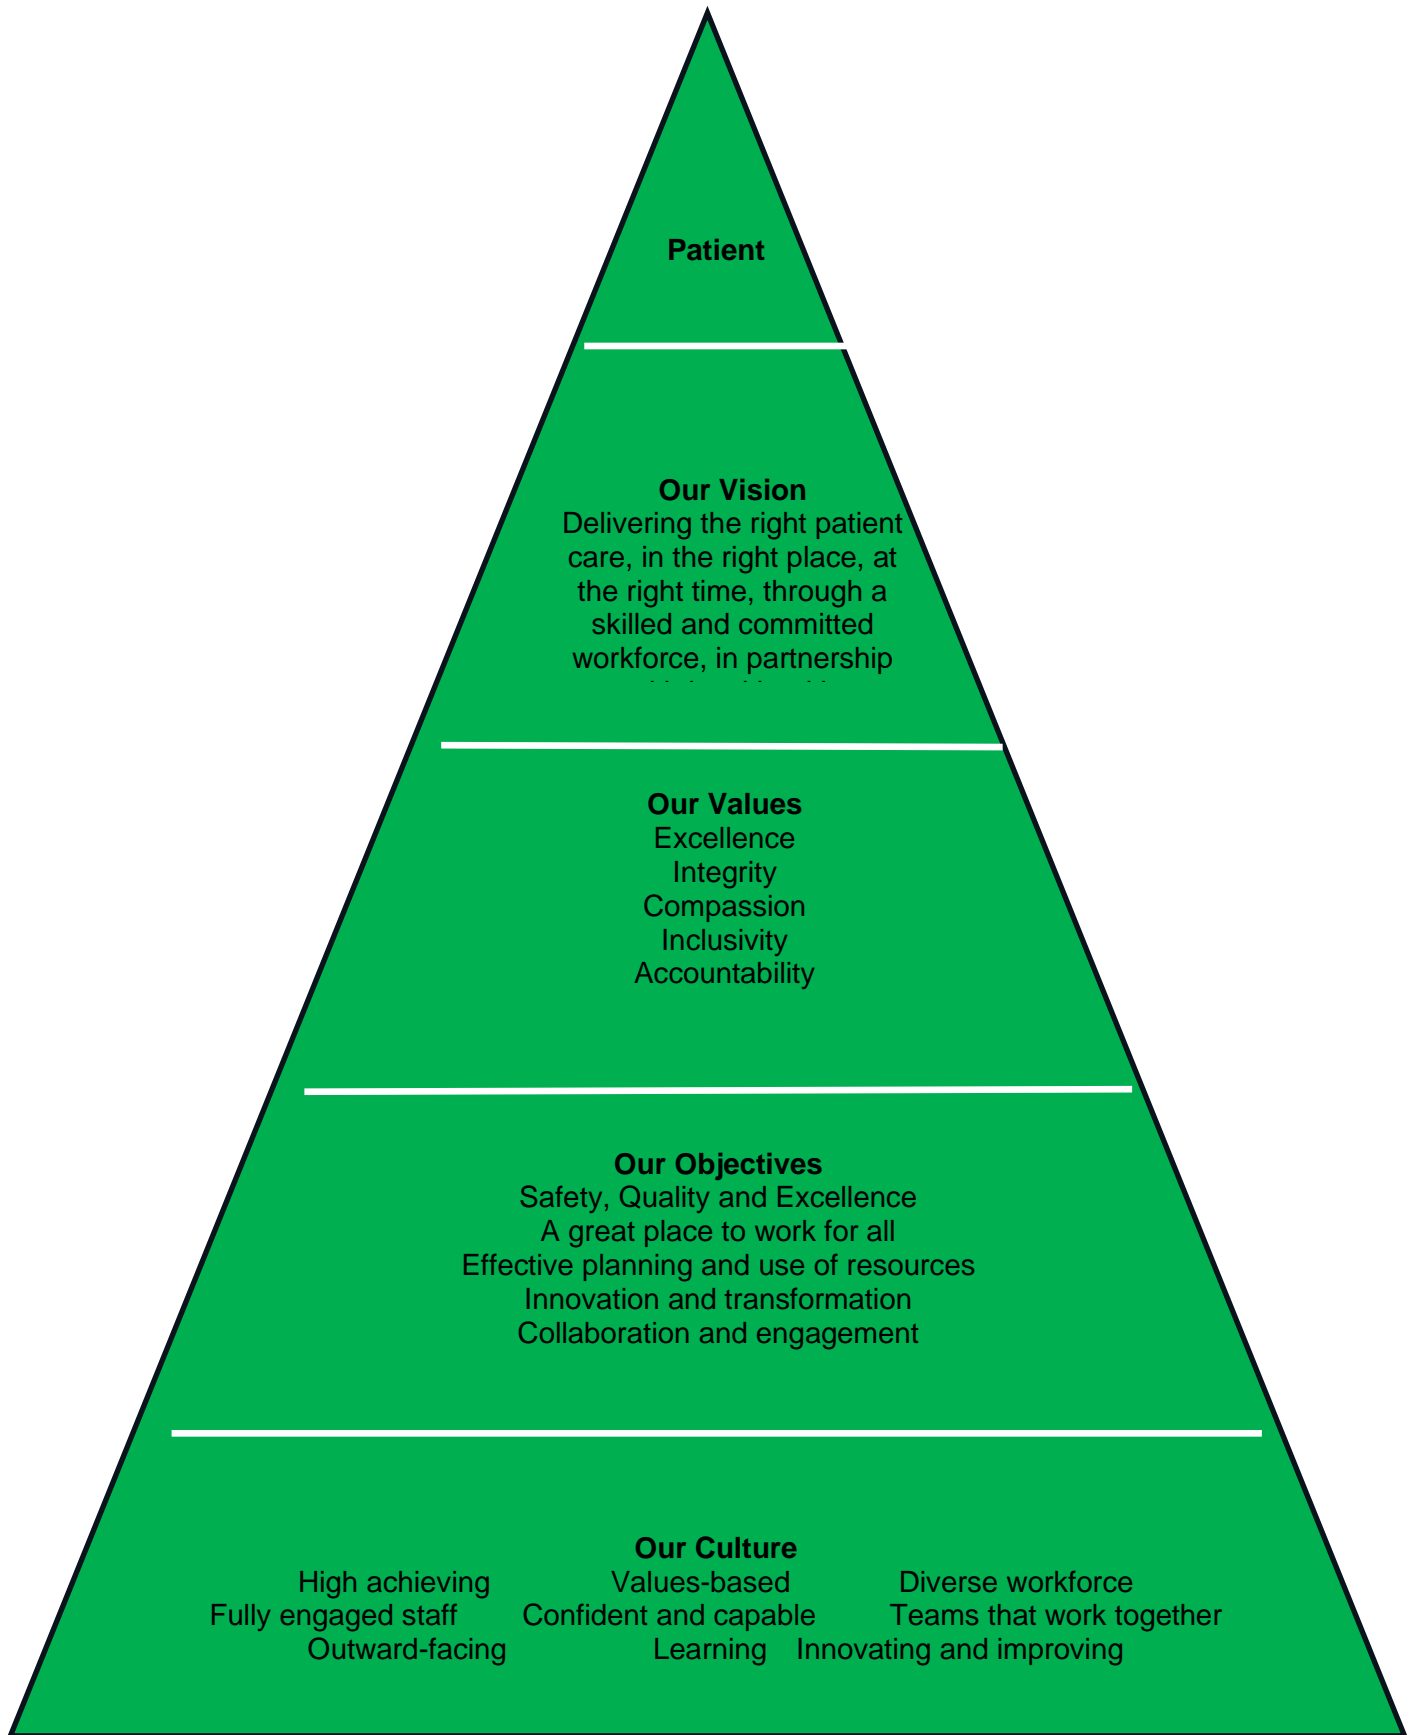 Patient
Our Vision
Delivering the right patient
care, in the right place, at
the right time, through a
skilled and committed
workforce, in partnership
Our Values
Excellence
Integrity
Compassion
Inclusivity
Accountability
Our Objectives
Safety, Quality and Excellence
A great place to work for all
Effective planning and use of resources
Innovation and transformation
Collaboration and engagement
Our Culture
High achieving Values-based Diverse workforce
Fully engaged staff Confident and capable Teams that work together
Outward-facing Learning Innovating and improving